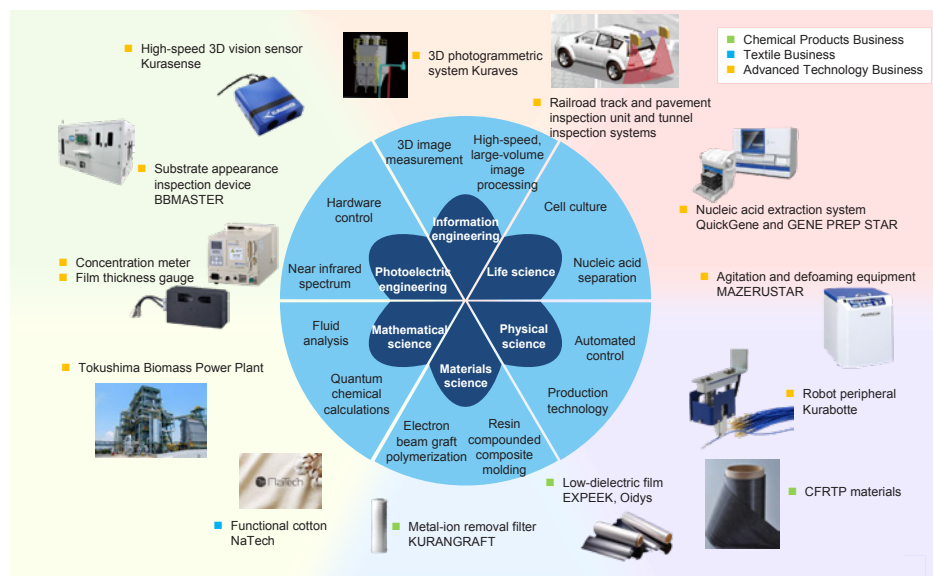 High-speed 3D vision sensor
Kurasense
3D photogrammetric
system Kuraves
Chemical Products Business
Textile Business
Advanced Technology Business
Railroad track and pavement
inspection unit and tunnel
inspection systems
Substrate appearance
inspection device
BBMASTER
Nucleic acid extraction system
QuickGene and GENE PREP STAR
Concentration meter
Film thickness gauge
Agitation and defoaming equipment
MAZERUSTAR
Tokushima Biomass Power Plant
Robot peripheral
Kurabotte
NaTech
Functional cotton
NaTech
Metal-ion removal filter
KURANGRAFT
Low-dielectric film
EXPEEK, Oidys
CFRTP materials
3D image
measurement
High-speed,
large-volume
image
processing
Hardware
control
Cell culture
Near infrared
spectrum
Nucleic acid
separation
Information
engineering
Photoelectric
engineering
Life science
Mathematical
science
Physical
science
Materials
science
Fluid
analysis
Automated
control
Quantum
chemical
calculations
Production
technology
Electron
beam graft
polymerization
Resin
compounded
composite
molding